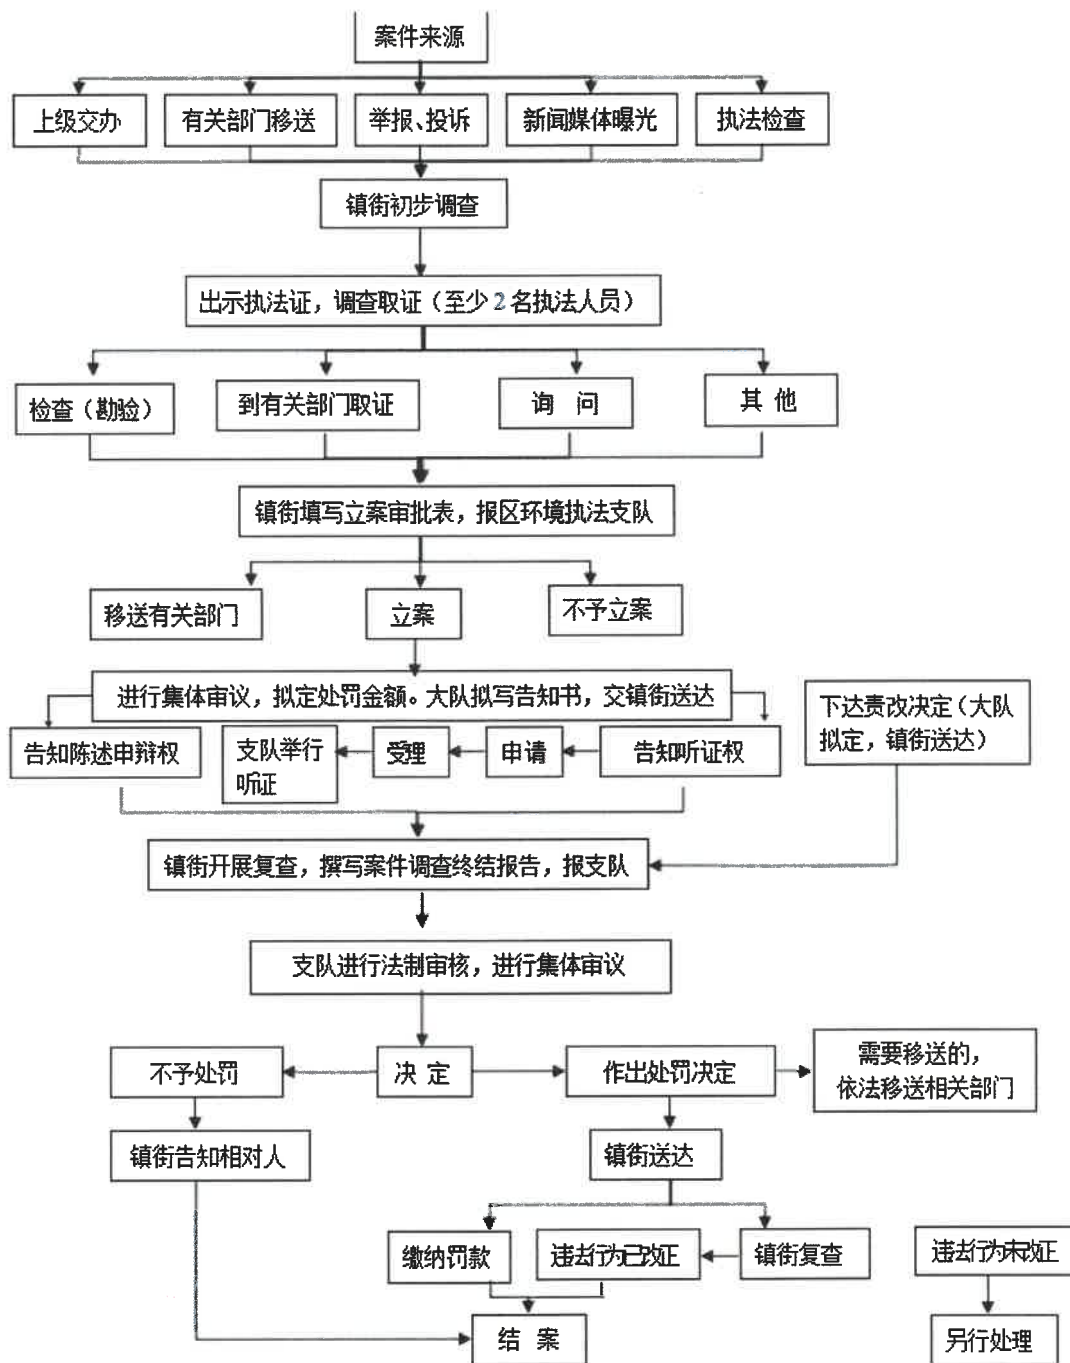 案件来源
上级交办
有关部门移送
举报、投诉
新闻媒体曝光
执法检查
镇街初步调查
出示执法证，调查取证（至少2名执法人员）
检查（勘验）
到有关部门取证
询 问
其 他
镇街填写立案审批表，报区环境执法支队
移送有关部门
立案
不予立案
进行集体审议，拟定处罚金额。大队拟写告知书，交镇街送达
下达责改决定（大队
拟定，镇街送达）
告知陈述申辩权
支队举行
听证
受理
申请
告知听证权
镇街开展复查，撰写案件调查终结报告，报支队
支队进行法制审核，进行集体审议
不予处罚
决 定
作出处罚决定
需要移送的，
依法移送相关部门
镇街告知相对人
镇街送达
缴纳罚款
违法行为已改正
镇街复查
违法行为未改正
结 案
另行处理